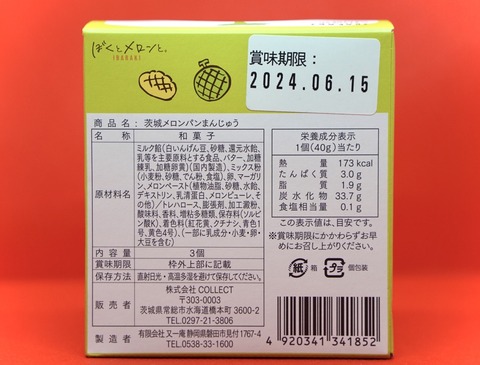 ぼくとメロンと。
IBARAKI
賞味期限：
2024.06.15
商品名：茨城メロンパンまんじゅう
名称 和菓子
原材料名 ミルク餡(白いんげん豆、砂糖、還元水飴、
乳等を主要原料とする食品、バター、加糖
練乳、加糖卵黄)(国内製造)、ミックス粉
(小麦粉、砂糖、でん粉、食塩)、卵、マーガリ
ン、メロンペースト(植物油脂、砂糖、水飴、
デキストリン、乳清蛋白、メロンピューレ、その
他)/トレハロース、膨張剤、加工澱粉、
酸味料、香料、増粘多糖類、保存料(ソルビ
ン酸K)、着色料(紅花黄、クチナシ、青色1
号、黄色4号)、(一部に乳成分・小麦・卵・
大豆を含む)
内容量 3個
賞味期限 枠外上部に記載
保存方法 直射日光・高温多湿を避けて保存してください。
販売者 株式会社 COLLECT
〒303-0003
茨城県常総市水海道橋本町 3600-2
TEL.0297-21-3806
製造者 有限会社 又一庵 静岡県磐田市見付1767-4
TEL.0538-33-1600
栄養成分表示
1個(40g)当たり
熱量 173kcal
たんぱく質 3.0g
脂質 1.9g
炭水化物 33.7g
食塩相当量 0.1g
この表示値は、目安です。
※賞味期限にかかわらずお早
めにお召し上がりください。
紙 箱 プラ 個包装
4 920341 341852